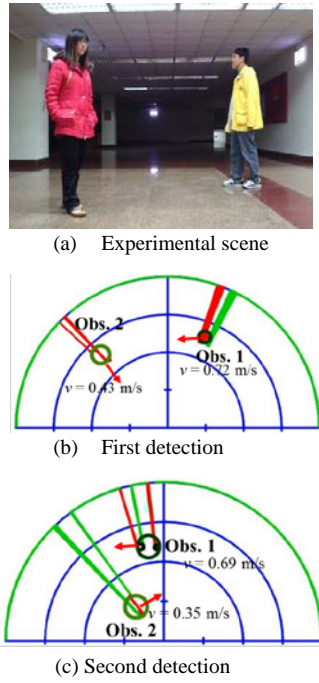 (a) Experimental scene
Obs. 2
Obs. 1
v = 0.72 m/s
v = 0.43 m/s
(b) First detection
Obs. 1
v = 0.69 m/s
v = 0.35 m/s
Obs. 2
(c) Second detection